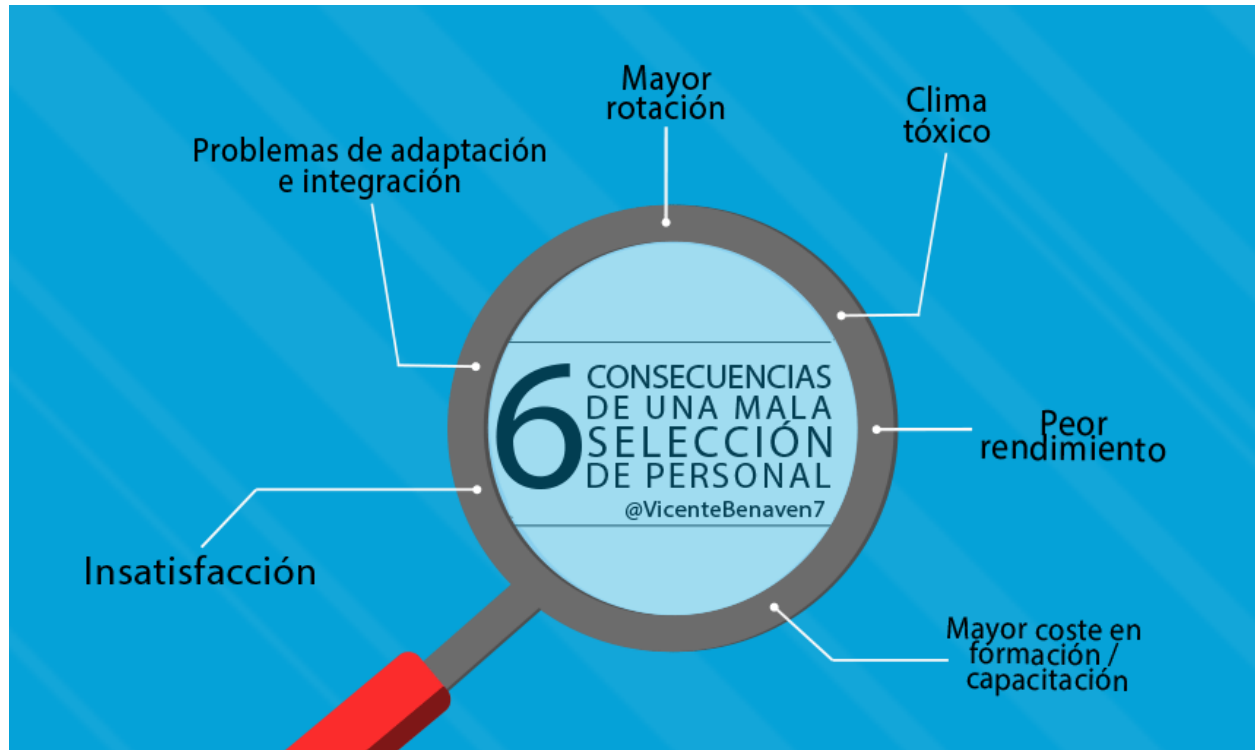 Mayor
rotación
Clima
tóxico
Problemas de adaptación
e integración
6
CONSECUENCIAS
DE UNA MALA
SELECCIÓN
DE PERSONAL
@VicenteBenaven7
Peor
rendimiento
Insatisfacción
Mayor coste en
formación /
capacitación